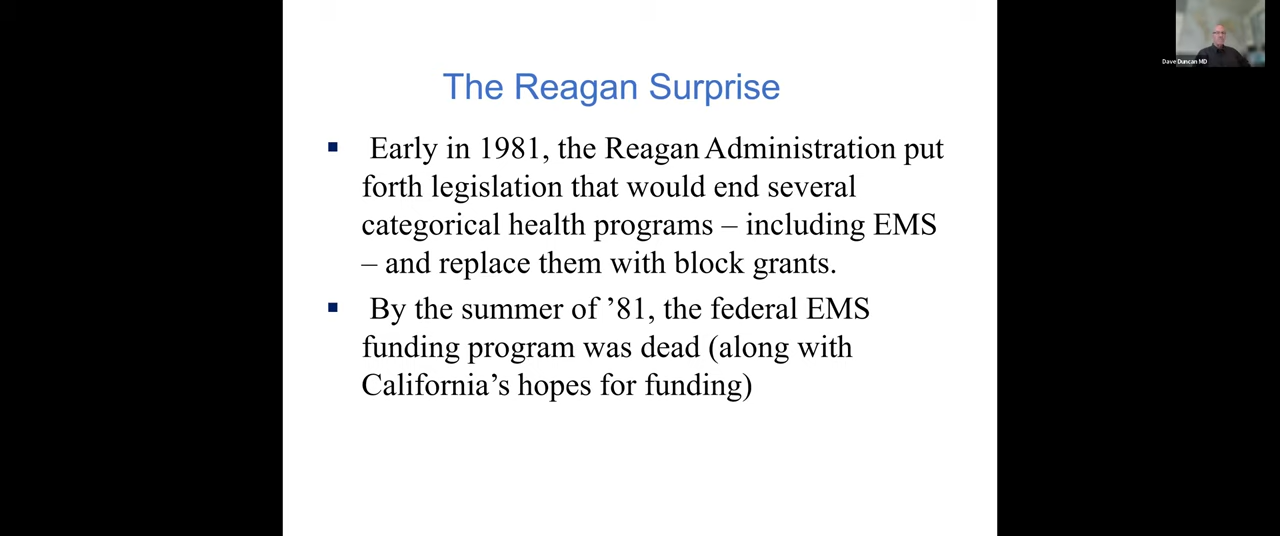 The Reagan Surprise
▪ Early in 1981, the Reagan Administration put
forth legislation that would end several
categorical health programs – including EMS
– and replace them with block grants.
▪ By the summer of ’81, the federal EMS
funding program was dead (along with
California’s hopes for funding)
Dave Duncan MD